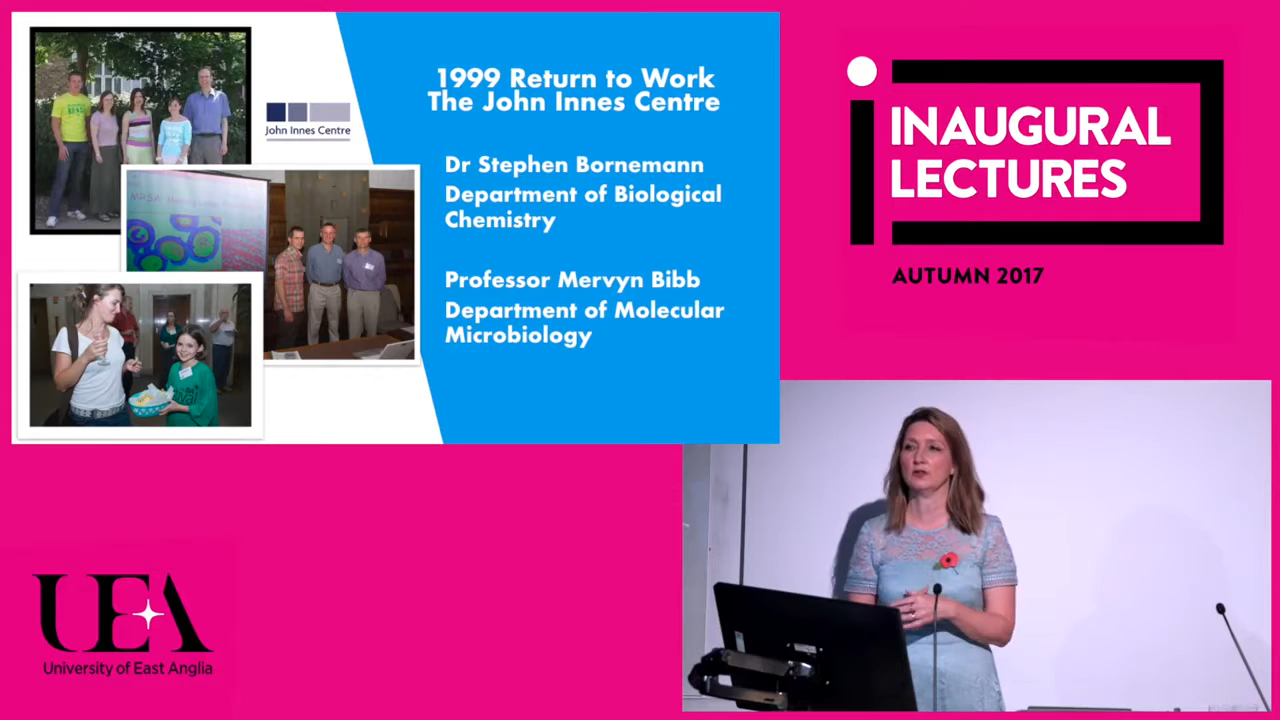 1999 Return to Work
The John Innes Centre
John Innes Centre
Dr Stephen Bornemann
Department of Biological
Chemistry
Professor Mervyn Bibb
Department of Molecular
Microbiology
INAUGURAL
LECTURES
AUTUMN 2017
UEA
University of East Anglia